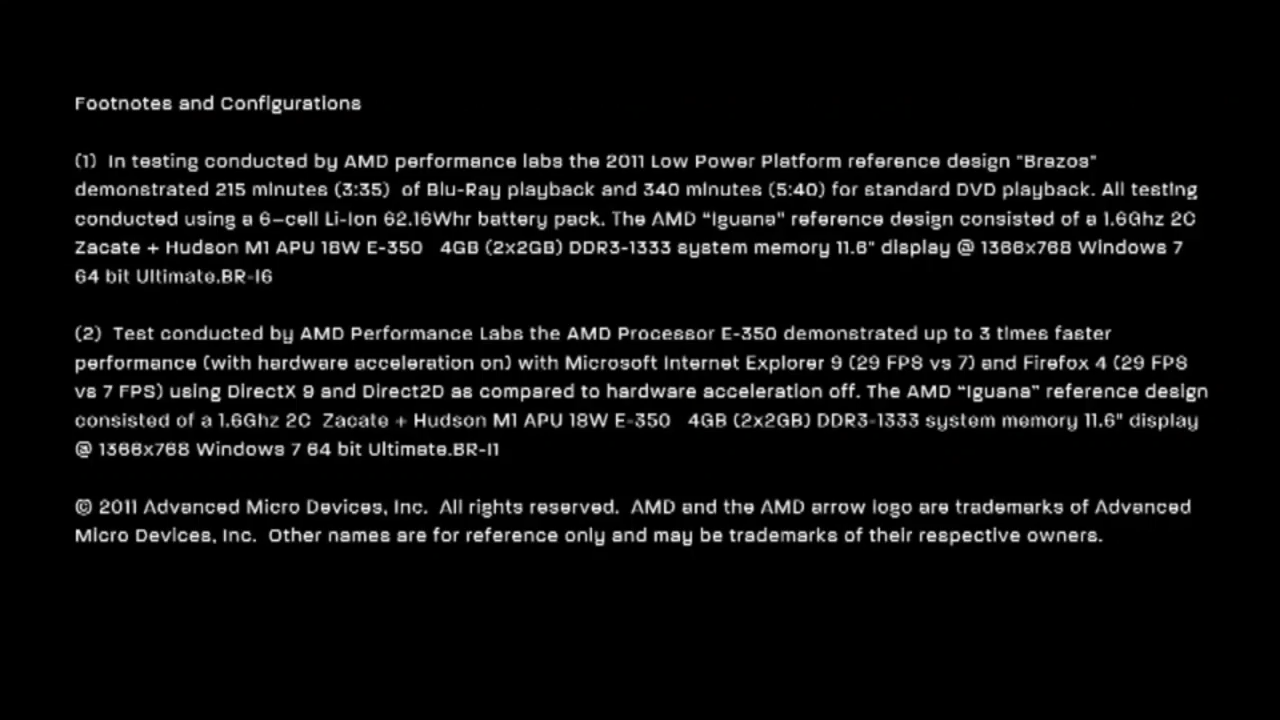 Footnotes and Configurations
(1)  In testing conducted by AMD performance labs the 2011 Low Power Platform reference design "Brazos"
demonstrated 215 minutes (3:35)  of Blu-Ray playback and 340 minutes (5:40) for standard DVD playback. All testing
conducted using a 6–cell Li-Ion 62.16Whr battery pack. The AMD “Iguana” reference design consisted of a 1.6Ghz 2C
Zacate + Hudson M1 APU 18W E-350   4GB (2x2GB) DDR3-1333 system memory 11.6" display @ 1366x768 Windows 7
64 bit Ultimate.BR-I6
(2)  Test conducted by AMD Performance Labs the AMD Processor E-350 demonstrated up to 3 times faster
performance (with hardware acceleration on) with Microsoft Internet Explorer 9 (29 FPS vs 7) and Firefox 4 (29 FPS
vs 7 FPS) using DirectX 9 and Direct2D as compared to hardware acceleration off. The AMD “Iguana” reference design
consisted of a 1.6Ghz 2C  Zacate + Hudson M1 APU 18W E-350   4GB (2x2GB) DDR3-1333 system memory 11.6" display
@ 1366x768 Windows 7 64 bit Ultimate.BR-I1
© 2011 Advanced Micro Devices, Inc.  All rights reserved.  AMD and the AMD arrow logo are trademarks of Advanced
Micro Devices, Inc.  Other names are for reference only and may be trademarks of their respective owners.